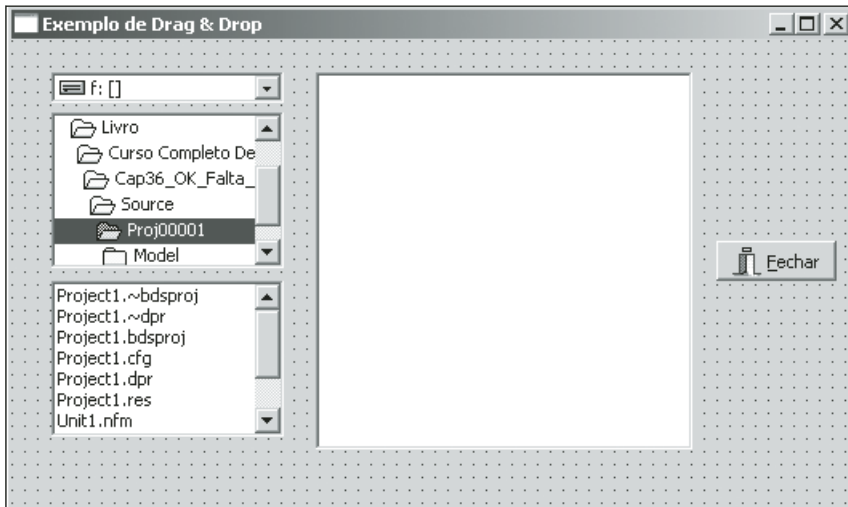 Exemplo de Drag & Drop
f: []
Livro
Curso Completo De
Cap36_OK_Falta_
Source
Proj00001
Model
Fechar
Project1.~bdsproj
Project1.~dpr
Project1.bdsproj
Project1.cfg
Project1.dpr
Project1.res
Unit1.nfm